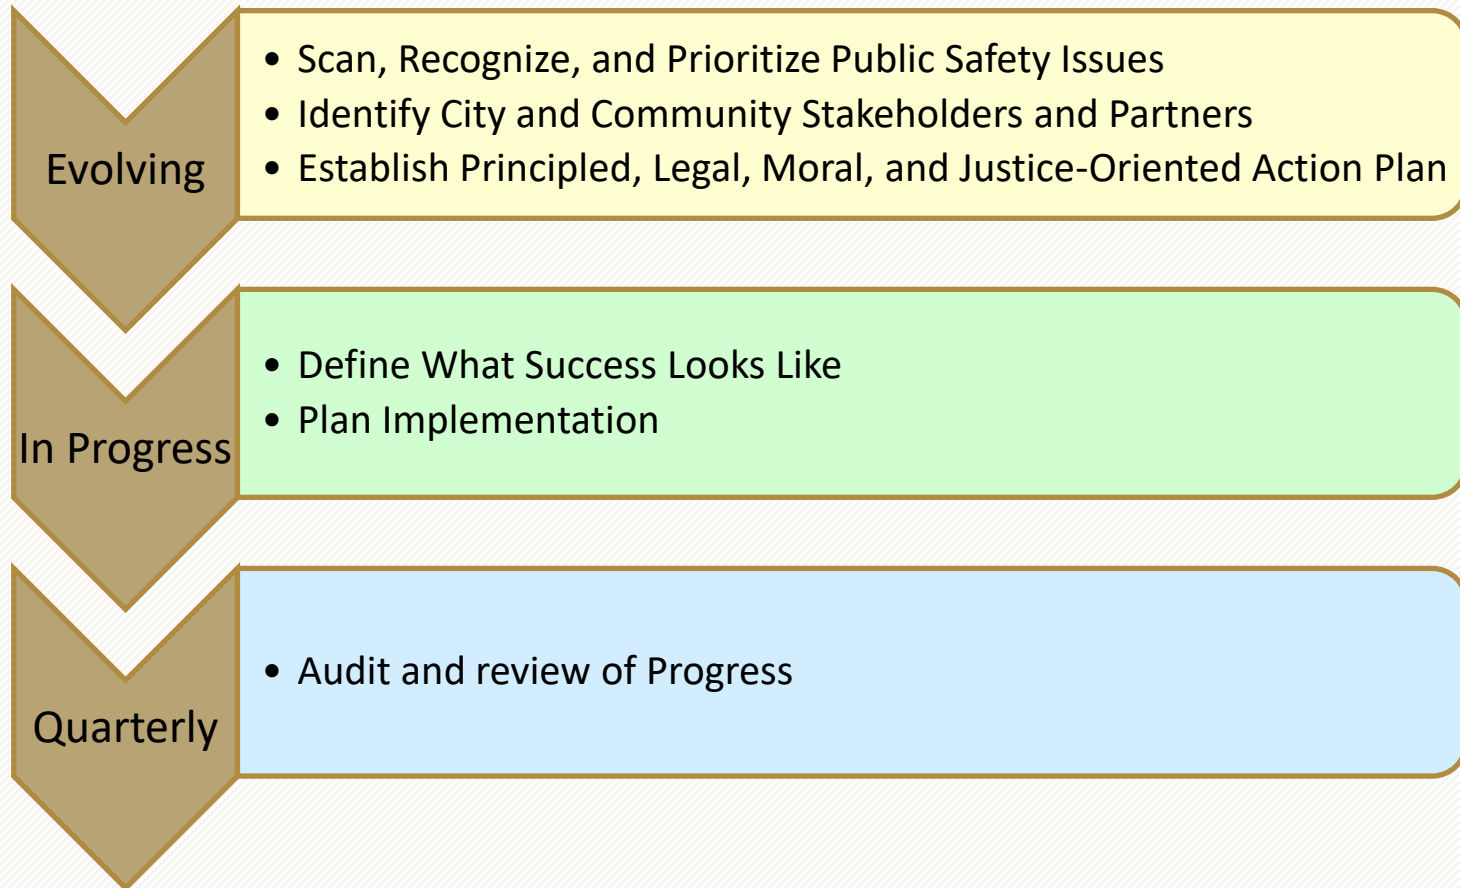 Evolving
• Scan, Recognize, and Prioritize Public Safety Issues
• Identify City and Community Stakeholders and Partners
• Establish Principled, Legal, Moral, and Justice-Oriented Action Plan
In Progress
• Define What Success Looks Like
• Plan Implementation
Quarterly
• Audit and review of Progress